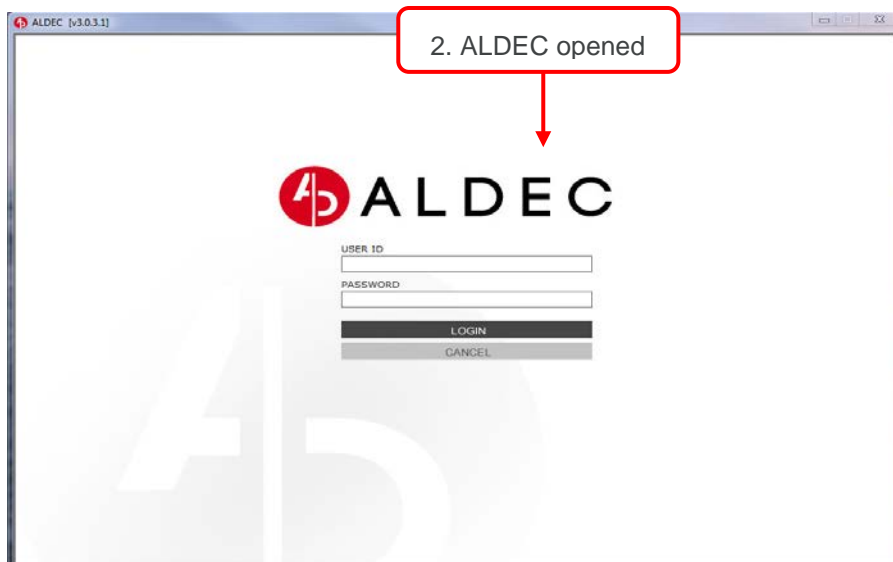 ALDEC [v3.0.3.1]
2. ALDEC opened
ALDEC
USER ID
PASSWORD
LOGIN
CANCEL